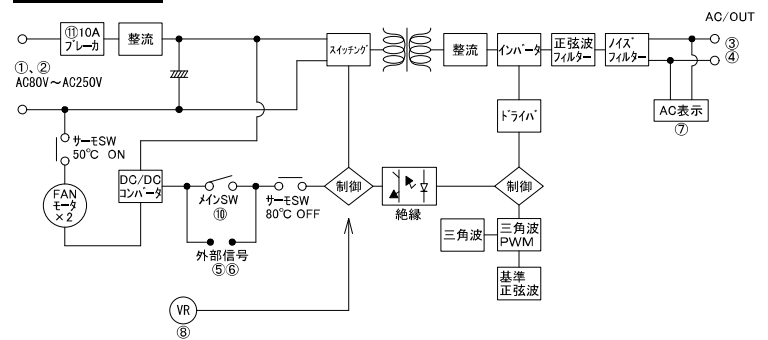 AC/OUT
⑪10A
ブレーカ
整流
スイッチング
整流
インバータ
正弦波
フィルター
ノイズ
フィルター
③
④
①、②
AC80V～AC250V
AC表示
⑦
サーモSW
50℃ ON
ドライバ
DC/DC
コンバータ
FAN
モータ
×2
メインSW
⑩
サーモSW
80℃ OFF
制御
絶縁
制御
外部信号
⑤⑥
三角波
三角波
PWM
基準
正弦波
VR
⑧